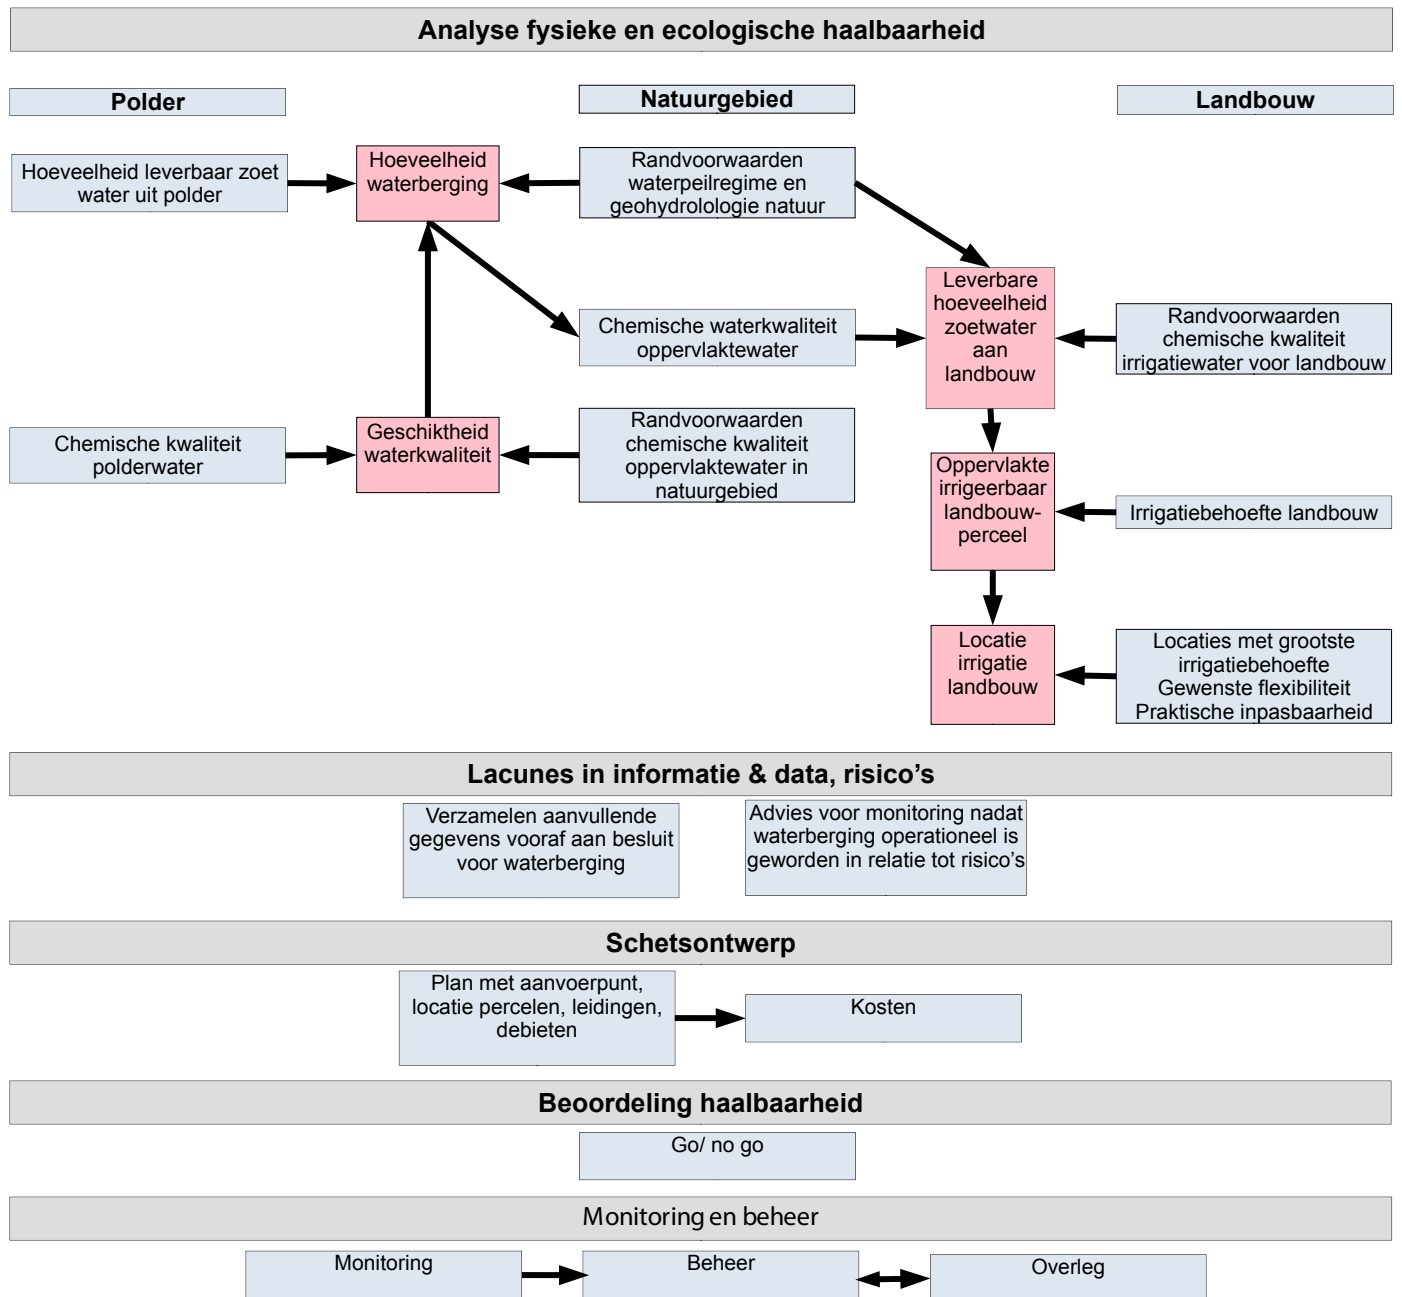 Analyse fysieke en ecologische haalbaarheid
Polder
Natuurgebied
Landbouw
Hoeveelheid leverbaar zoet
water uit polder
Hoeveelheid
waterberging
Randvoorwaarden
waterpeilregime en
geohydrolologie natuur
Leverbare
hoeveelheid
zoetwater
aan
landbouw
Chemische waterkwaliteit
oppervlaktewater
Randvoorwaarden
chemische kwaliteit
irrigatiewater voor landbouw
Chemische kwaliteit
polderwater
Geschiktheid
waterkwaliteit
Randvoorwaarden
chemische kwaliteit
oppervlaktewater in
natuurgebied
Oppervlakte
irrigeerbaar
landbouw-
perceel
Irrigatiebehoefte landbouw
Locatie
irrigatie
landbouw
Locaties met grootste
irrigatiebehoefte
Gewenste flexibiliteit
Praktische inpasbaarheid
Lacunes in informatie & data, risico’s
Verzamelen aanvullende
gegevens vooraf aan besluit
voor waterberging
Advies voor monitoring nadat
waterberging operationeel is
geworden in relatie tot risico’s
Schetsontwerp
Plan met aanvoerpunt,
locatie percelen, leidingen,
debieten
Kosten
Beoordeling haalbaarheid
Go/ no go
Monitoring en beheer
Monitoring
Beheer
Overleg